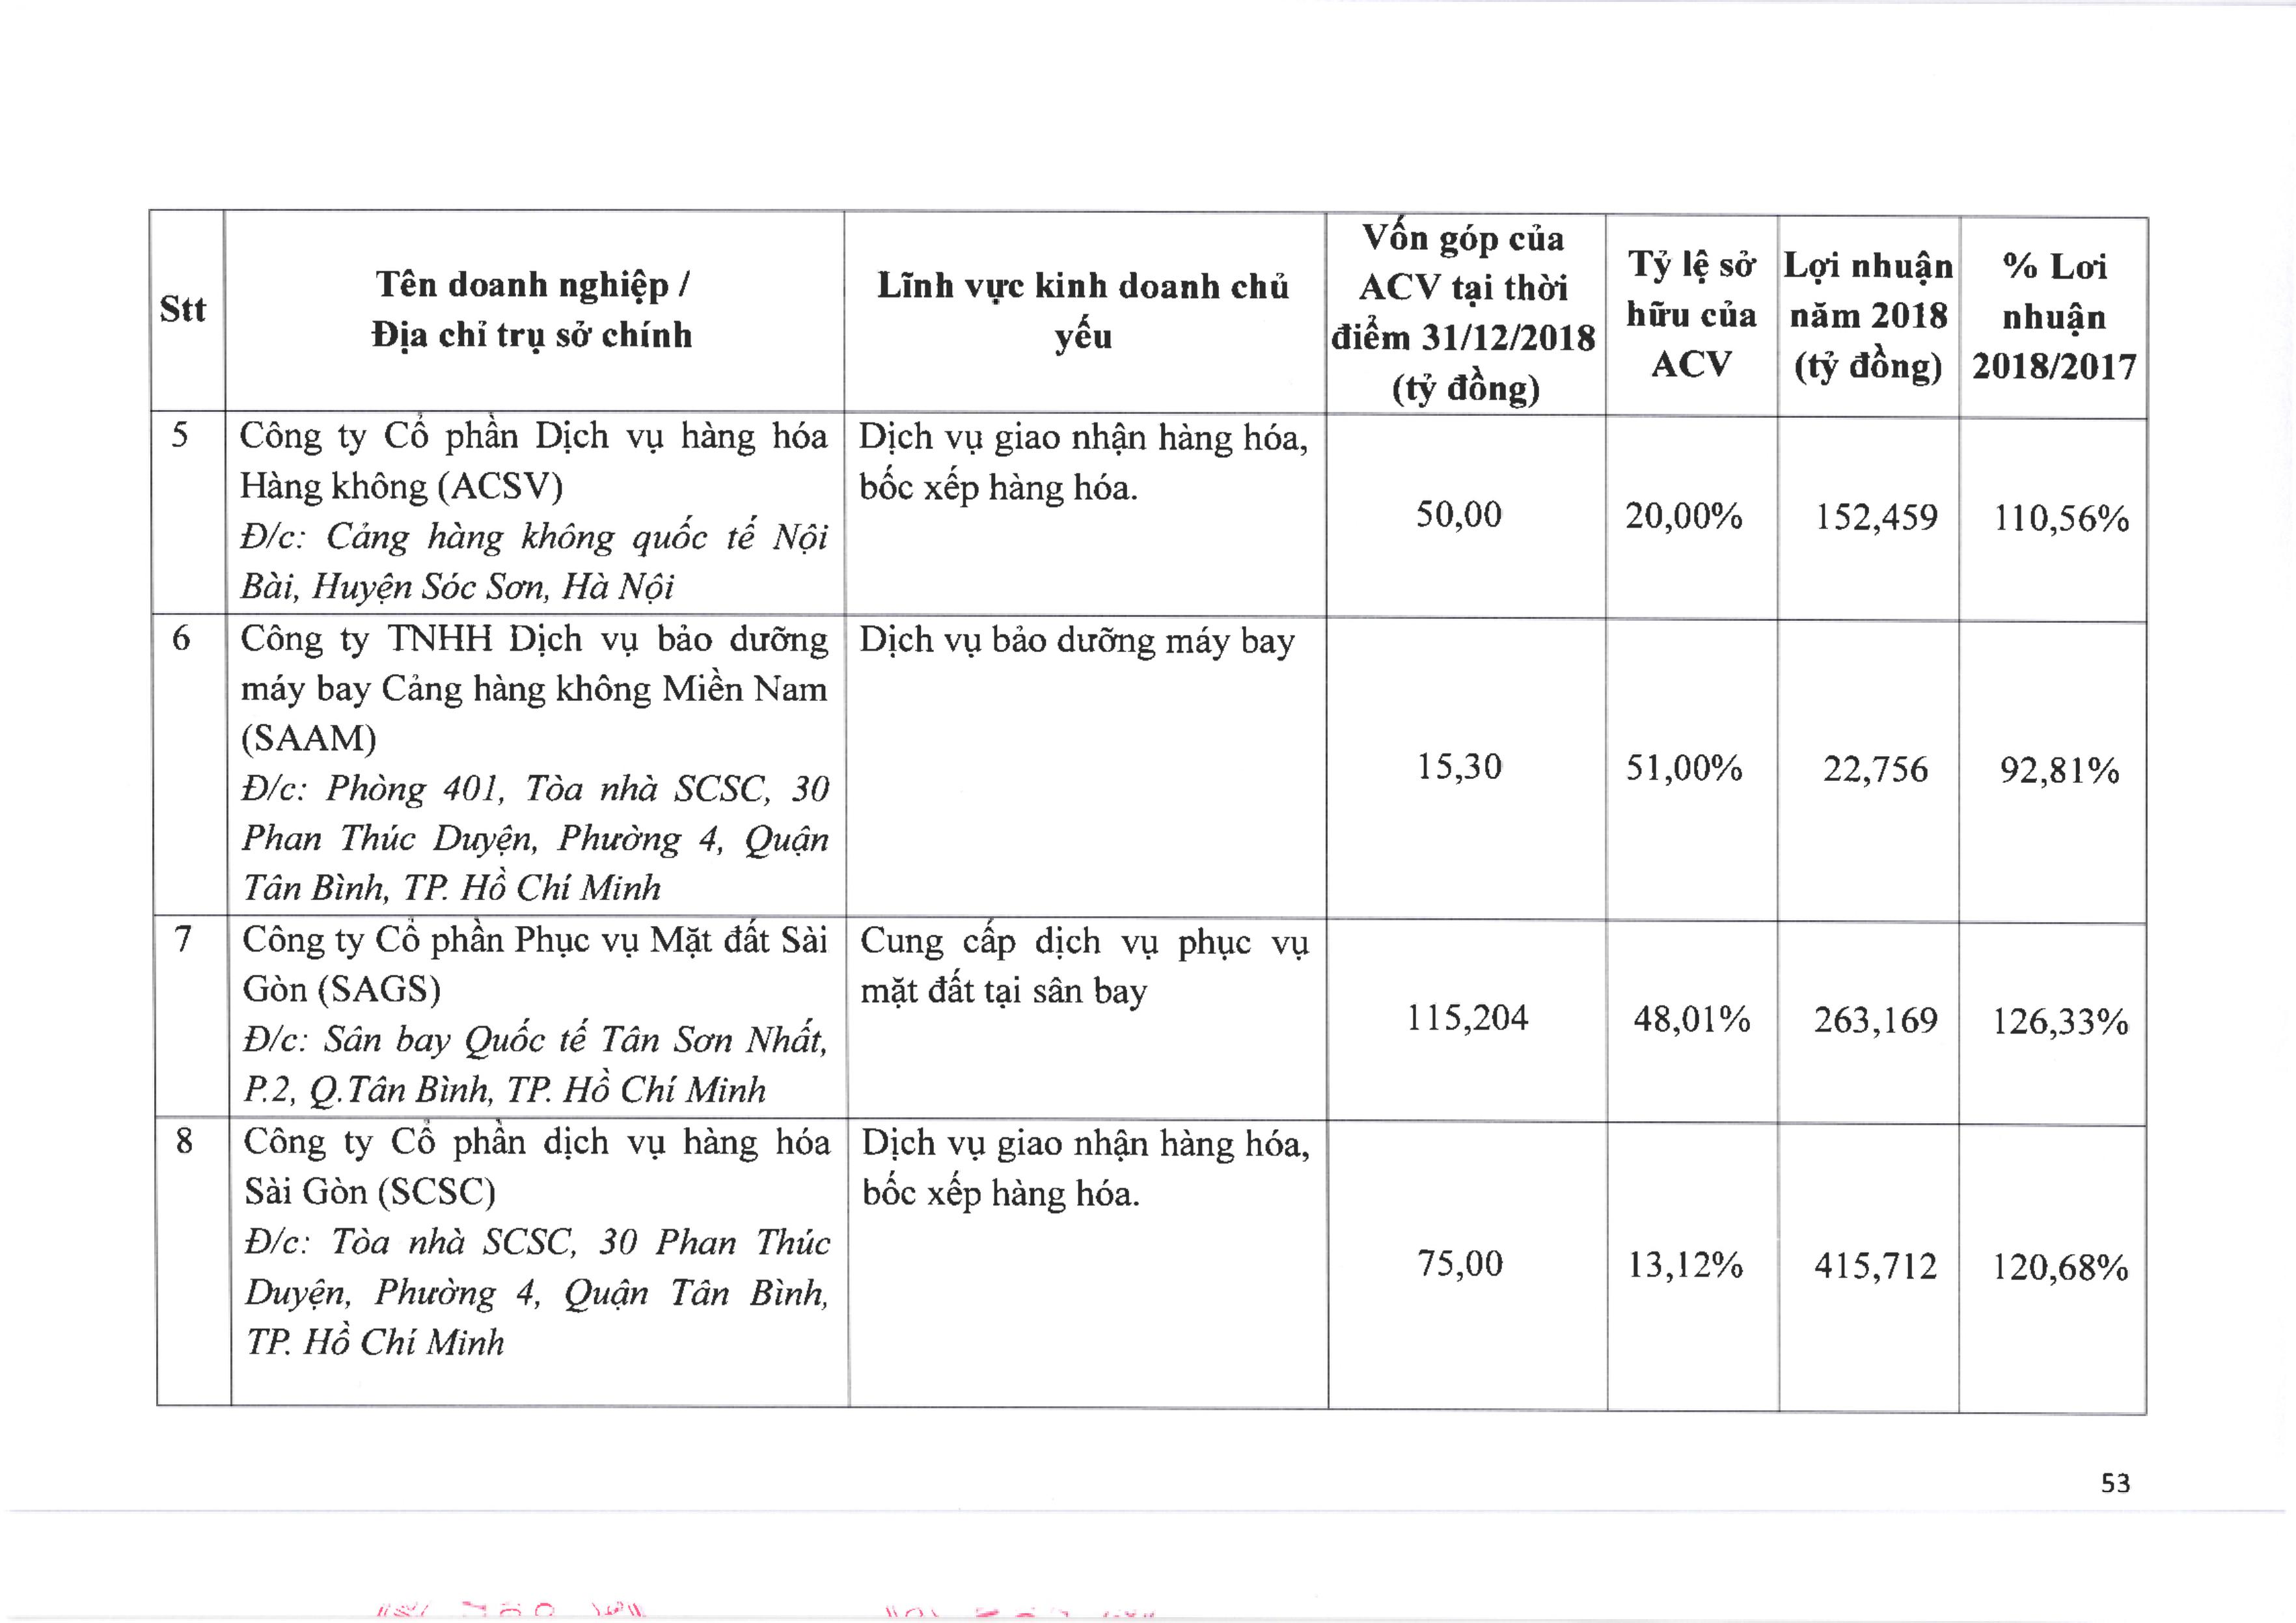 Stt
Tên doanh nghiệp /
Địa chỉ trụ sở chính
Lĩnh vực kinh doanh chủ
yếu
Vốn góp của
ACV tại thời
điểm 31/12/2018
(tỷ đồng)
Tỷ lệ sở
hữu của
ACV
Lợi nhuận
năm 2018
(tỷ đồng)
% Lơi
nhuận
2018/2017
5
Công ty Cổ phần Dịch vụ hàng hóa
Hàng không (ACSV)
Đ/c: Cảng hàng không quốc tế Nội
Bài, Huyện Sóc Sơn, Hà Nội
Dịch vụ giao nhận hàng hóa,
bốc xếp hàng hóa.
50,00
20,00%
152,459
110,56%
6
Công ty TNHH Dịch vụ bảo dưỡng
máy bay Cảng hàng không Miền Nam
(SAAM)
Đ/c: Phòng 401, Tòa nhà SCSC, 30
Phan Thúc Duyện, Phường 4, Quận
Tân Bình, TP. Hồ Chí Minh
Dịch vụ bảo dưỡng máy bay
15,30
51,00%
22,756
92,81%
7
Công ty Cổ phần Phục vụ Mặt đất Sài
Gòn (SAGS)
Đ/c: Sân bay Quốc tế Tân Sơn Nhất,
P.2, Q.Tân Bình, TP. Hồ Chí Minh
Cung cấp dịch vụ phục vụ
mặt đất tại sân bay
115,204
48,01%
263,169
126,33%
8
Công ty Cổ phần dịch vụ hàng hóa
Sài Gòn (SCSC)
Đ/c: Tòa nhà SCSC, 30 Phan Thúc
Duyện, Phường 4, Quận Tân Bình,
TP. Hồ Chí Minh
Dịch vụ giao nhận hàng hóa,
bốc xếp hàng hóa.
75,00
13,12%
415,712
120,68%
53